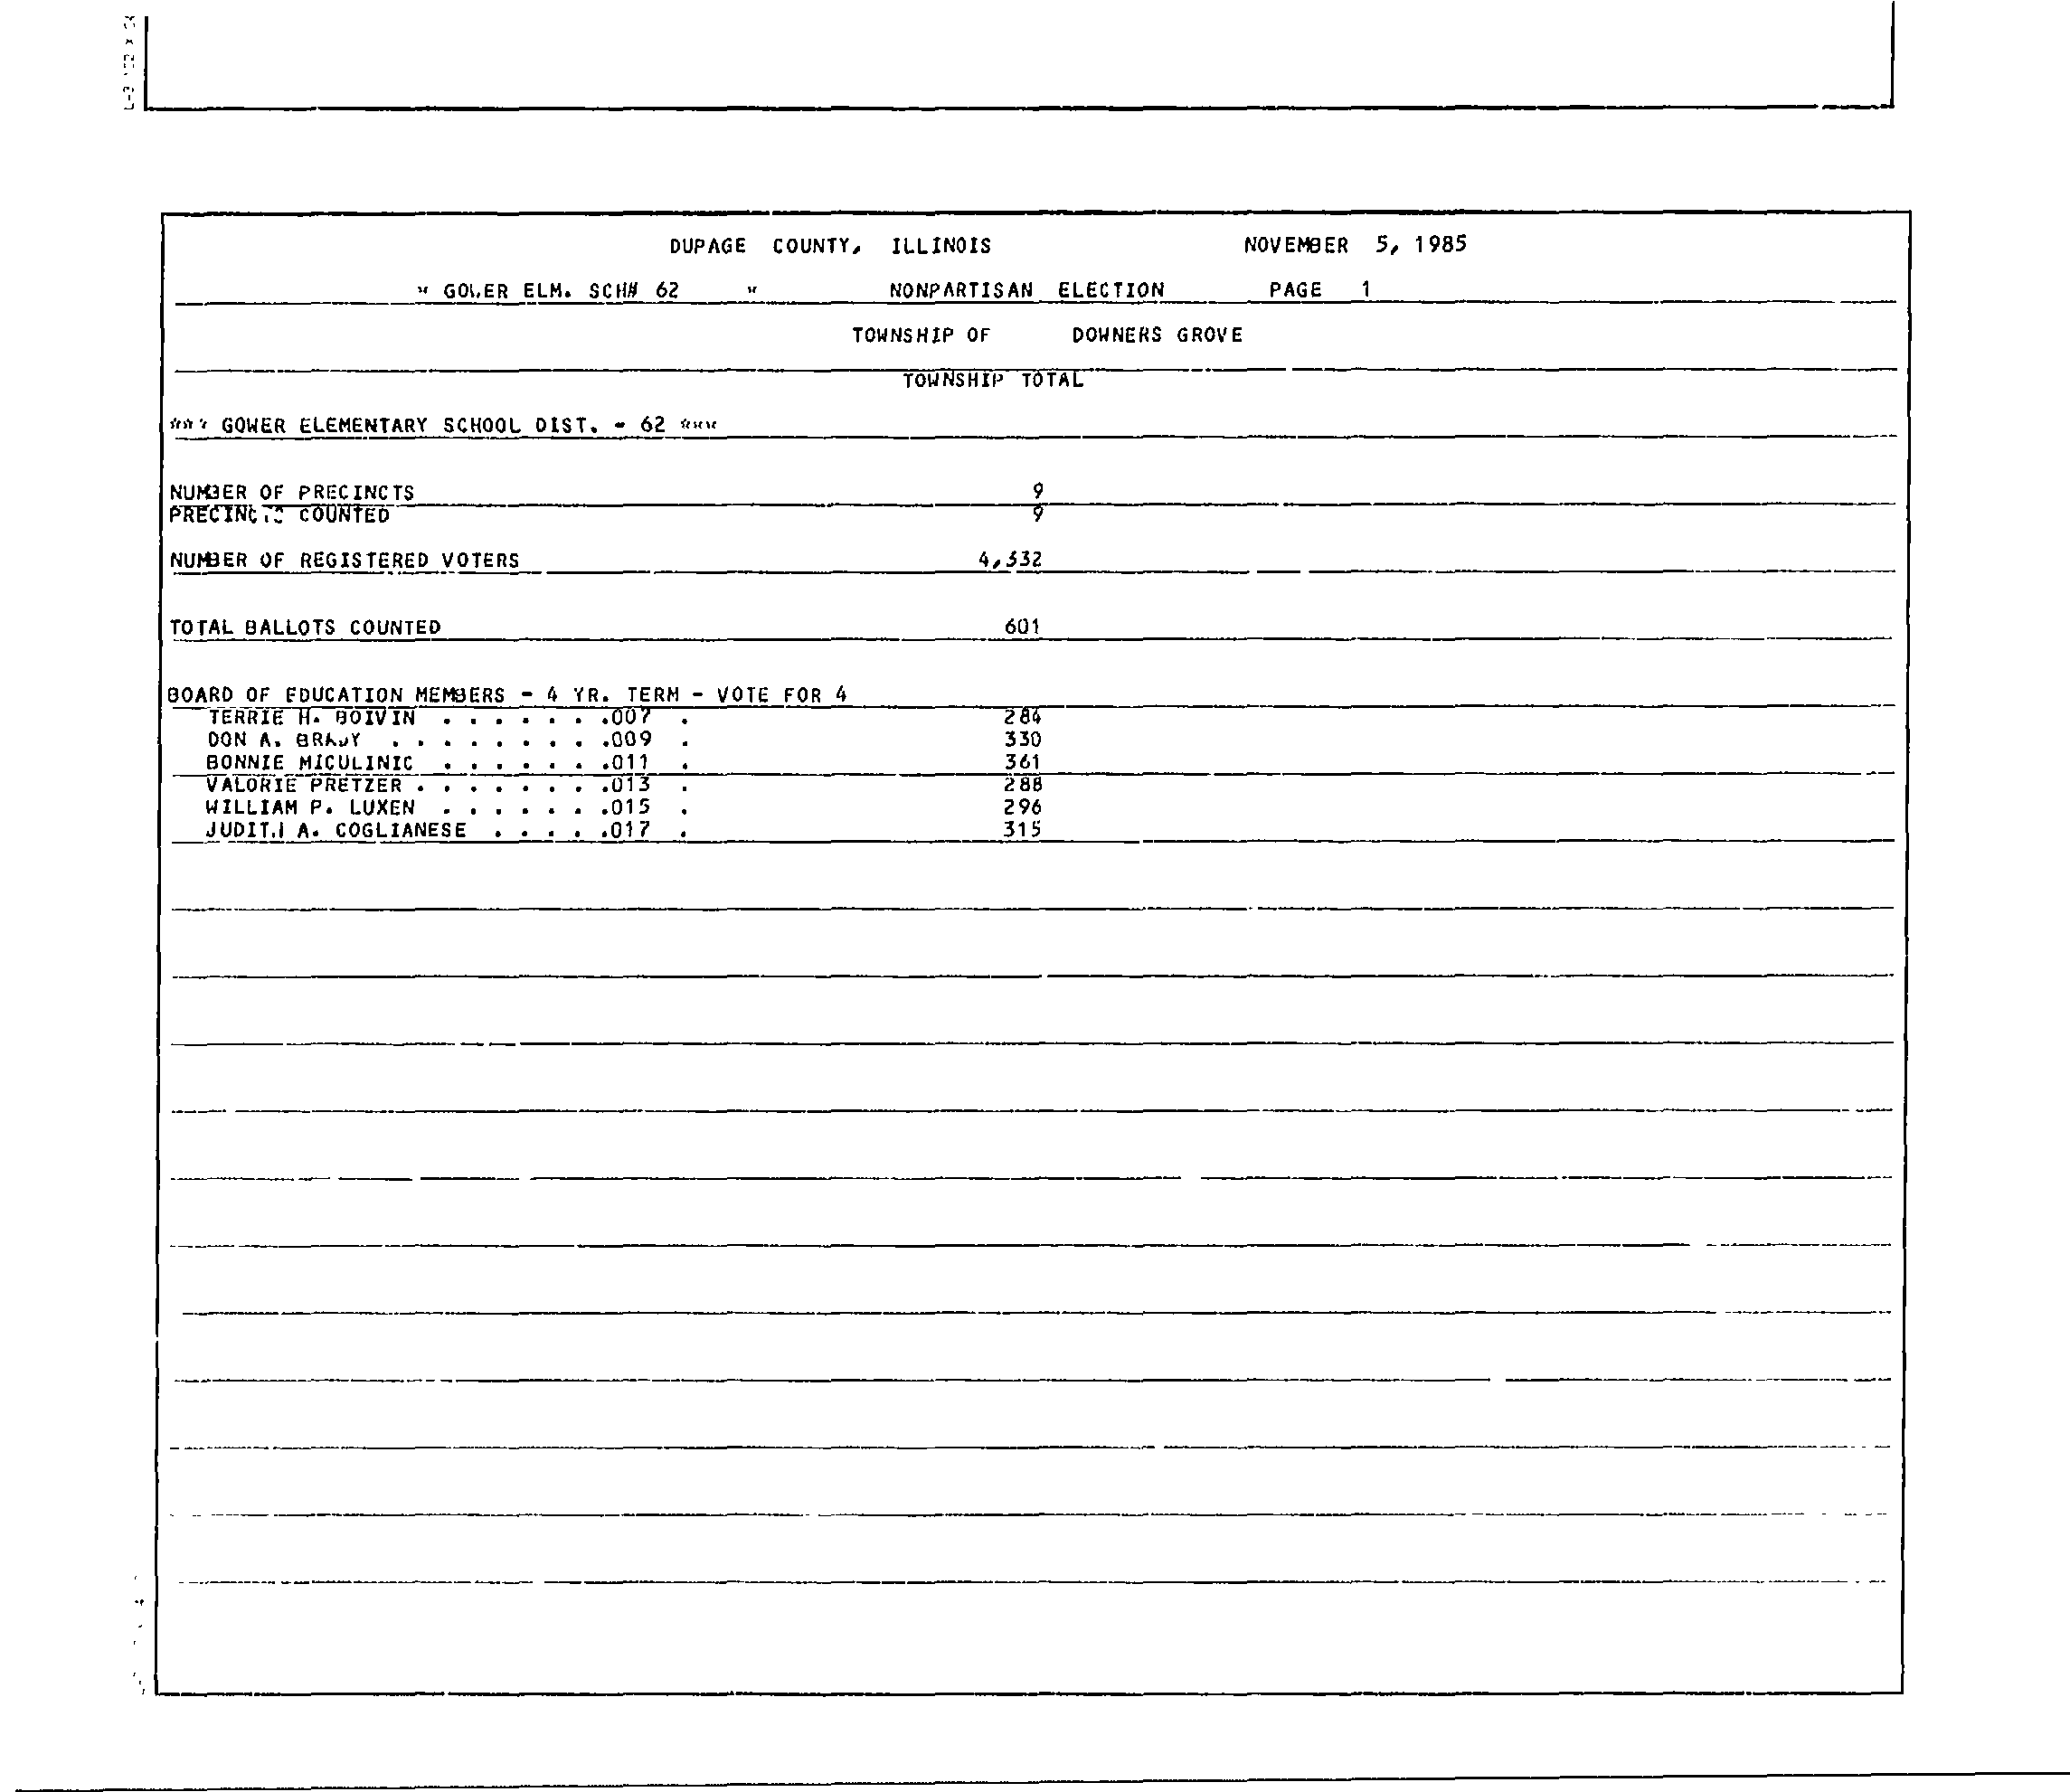 DUPAGE COUNTY, ILLINOIS NOVEMBER 5, 1985
* GOWER ELM. SCH# 62 * NONPARTISAN ELECTION PAGE 1
TOWNSHIP OF DOWNERS GROVE
TOWNSHIP TOTAL
*** GOWER ELEMENTARY SCHOOL DIST. - 62 ***
NUMBER OF PRECINCTS 9
PRECINCTS COUNTED 9
NUMBER OF REGISTERED VOTERS
TOTAL BALLOTS COUNTED 601
BOARD OF EDUCATION MEMBERS - 4 YR. TERM - VOTE FOR 4
TERRIE H. BOIVIN . . . . . . .007 . 284
DON A. BRADY . . . . . . . . .009 . 330
BONNIE MICULINIC . . . . . . .011 . 361
VALORIE PRETZER . . . . . . . .013 . 288
WILLIAM P. LUXEN . . . . . . .015 . 296
JUDITH A. COGLIANESE . . . . .017 . 315